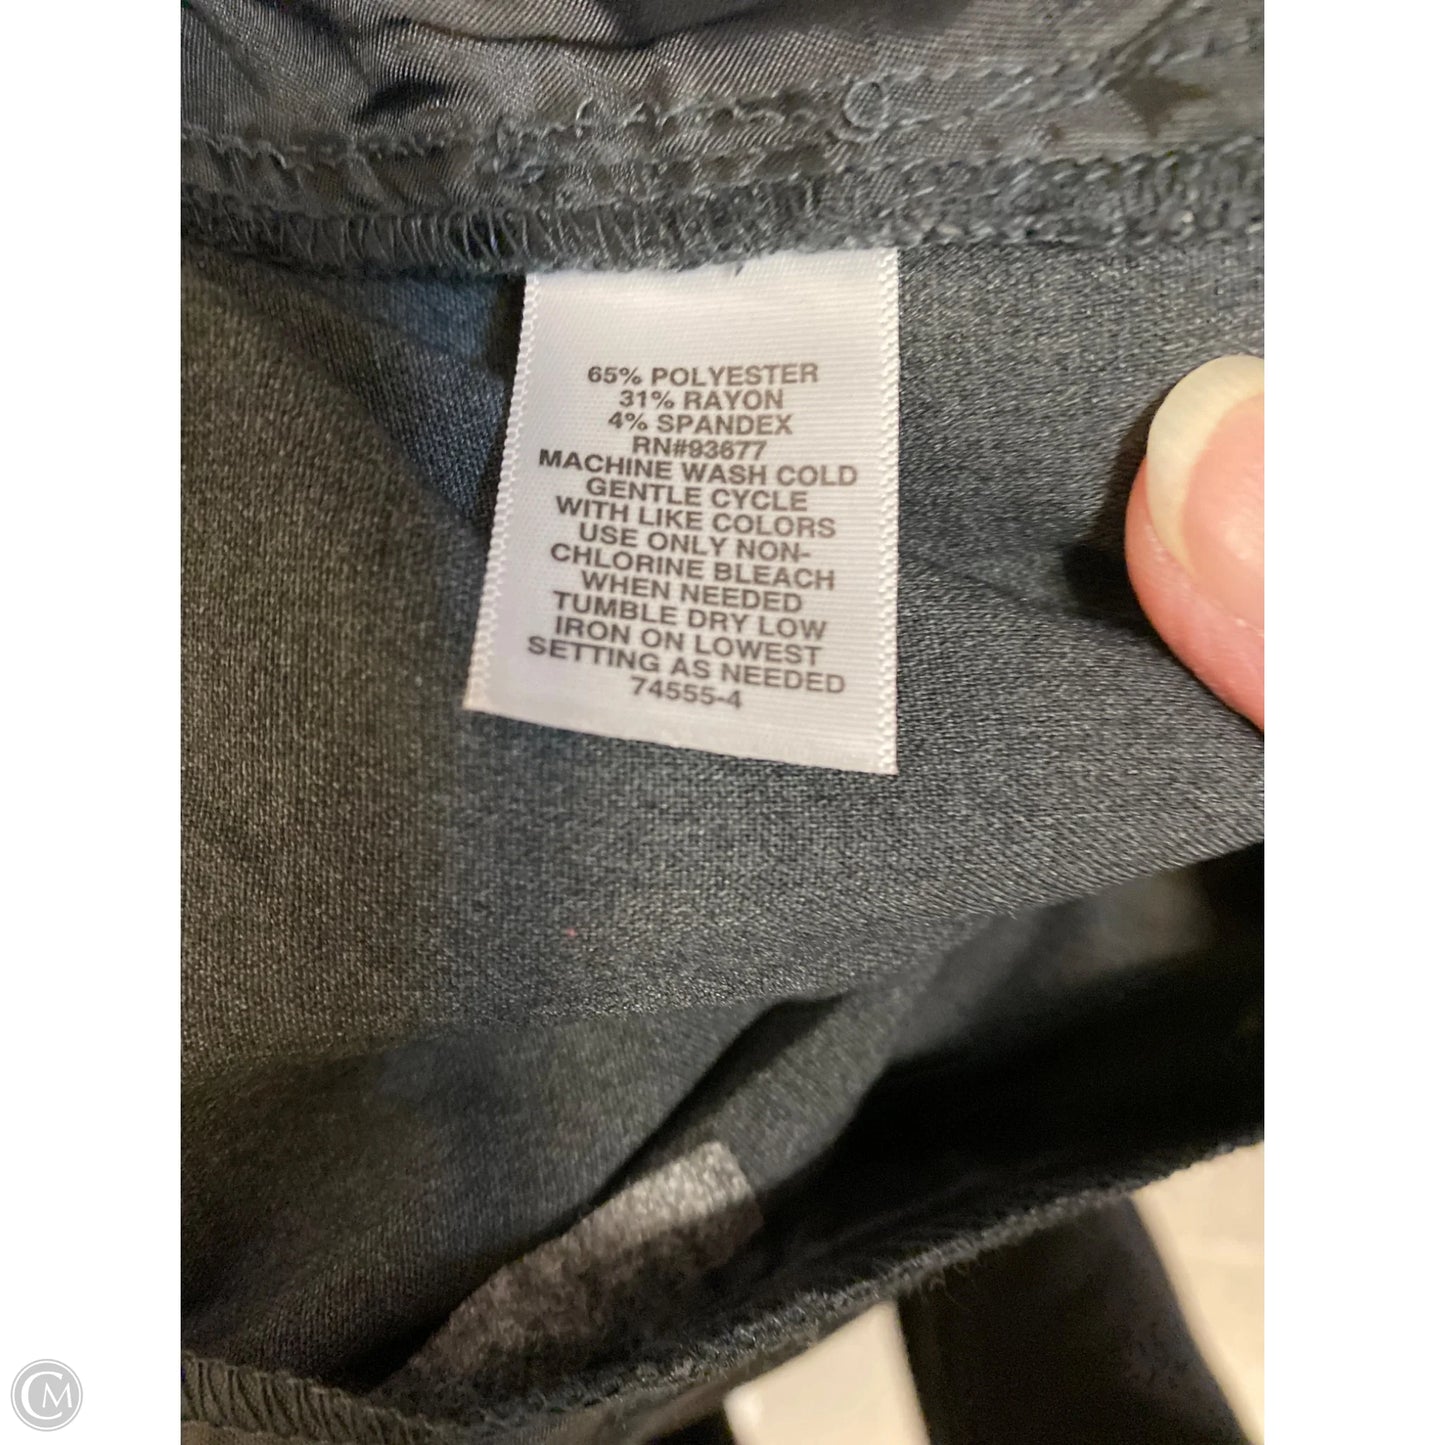 65% POLYESTER
31% RAYON
4% SPANDEX
RN#93677
MACHINE WASH COLD
GENTLE CYCLE
WITH LIKE COLORS
USE ONLY NON-
CHLORINE BLEACH
WHEN NEEDED
TUMBLE DRY LOW
IRON ON LOWEST
SETTING AS NEEDED
74555-4
CM